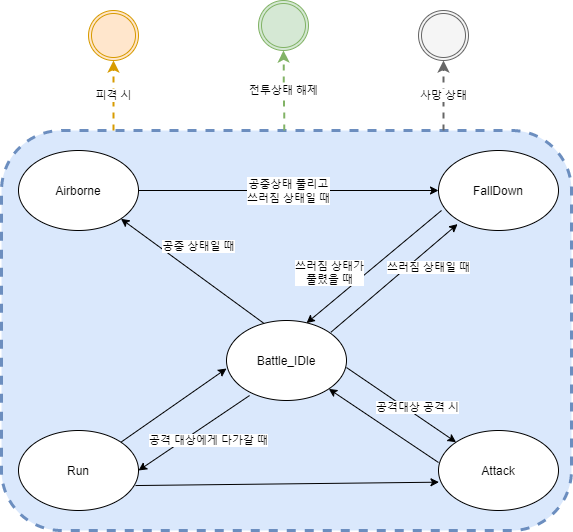 피격 시
전투상태 해제
사망 상태
Airborne
공중상태 풀리고
쓰러짐 상태일 때
FallDown
공중 상태일 때
쓰러짐 상태가
풀렸을 때
쓰러짐 상태일 때
Battle_IDle
공격 대상에게 다가갈 때
공격대상 공격 시
Run
Attack